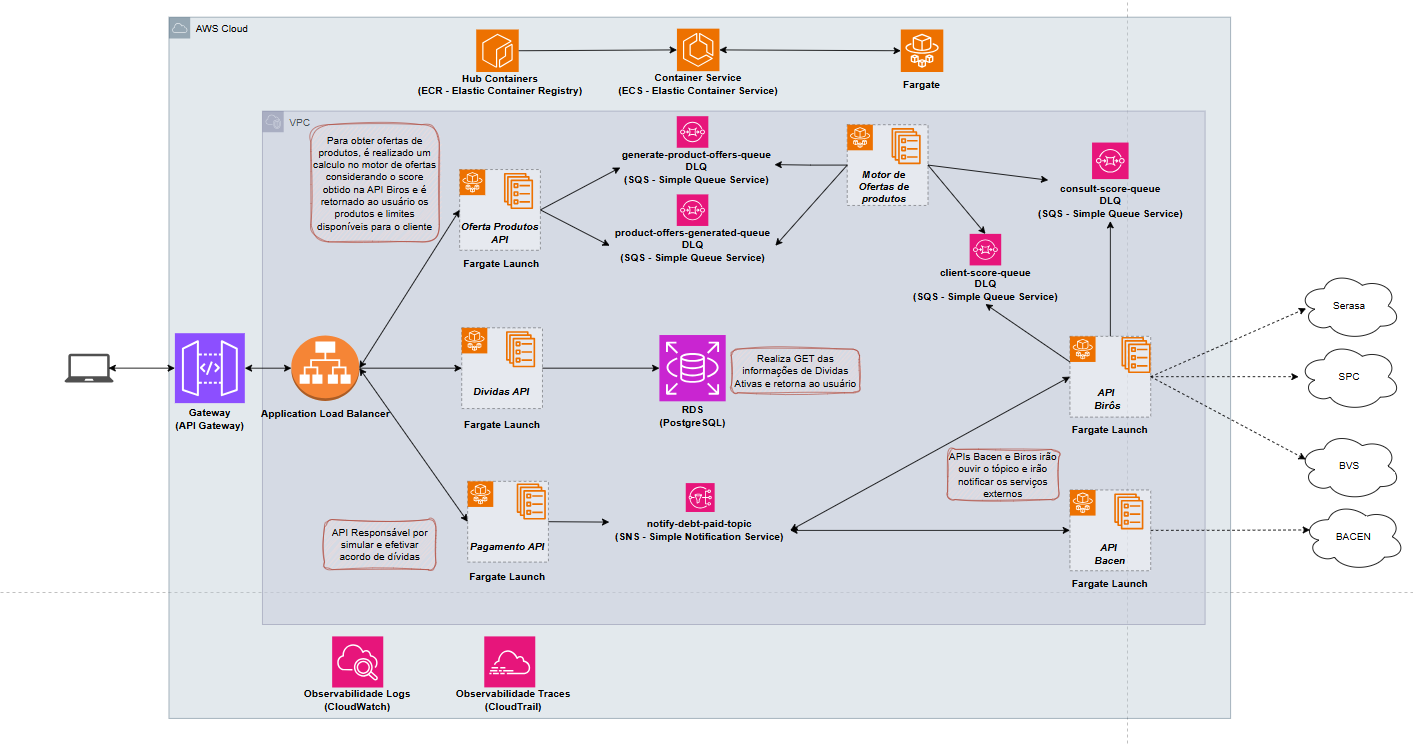 AWS Cloud
Hub Containers
(ECR - Elastic Container Registry)
Container Service
(ECS - Elastic Container Service)
Fargate
VPC
Para obter ofertas de
produtos, é realizado um
calculo no motor de ofertas
considerando o score
obtido na API Biros e é
retornado ao usuário os
produtos e limites
disponíveis para o cliente
Oferta Produtos
API
Fargate Launch
generate-product-offers-queue
DLQ
(SQS - Simple Queue Service)
product-offers-generated-queue
DLQ
(SQS - Simple Queue Service)
Motor de
Ofertas de
produtos
consult-score-queue
DLQ
(SQS - Simple Queue Service)
client-score-queue
DLQ
(SQS - Simple Queue Service)
Gateway
(API Gateway)
Application Load Balancer
Dividas API
Fargate Launch
RDS
(PostgreSQL)
Realiza GET das
informações de Dividas
Ativas e retorna ao usuário
API
Birôs
Fargate Launch
Serasa
SPC
BVS
BACEN
API Responsável por
simular e efetivar
acordo de dívidas
Pagamento API
Fargate Launch
notify-debt-paid-topic
(SNS - Simple Notification Service)
APIs Bacen e Biros irão
ouvir o tópico e irão
notificar os serviços
externos
API
Bacen
Fargate Launch
Observabilidade Logs
(CloudWatch)
Observabilidade Traces
(CloudTrail)